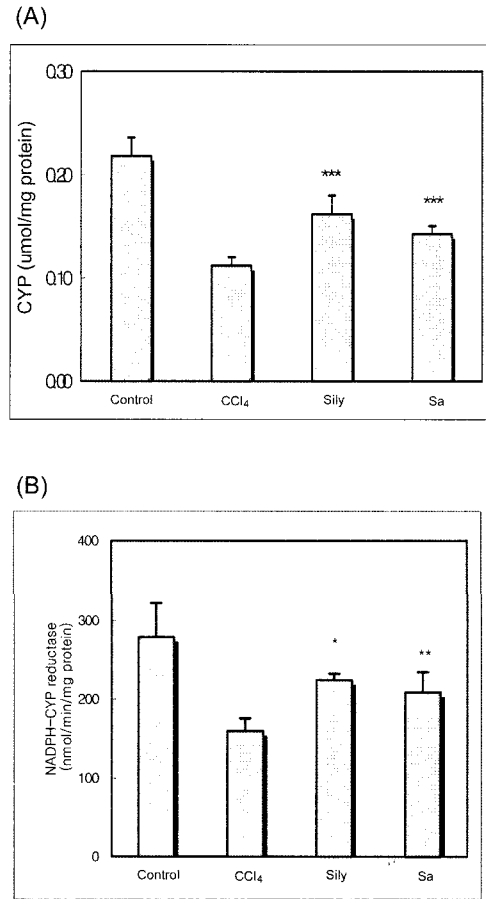 (A)
CYP (umol/mg protein)
0.30
0.20
0.10
0.00
***
***
Control CCl₄ Sily Sa
(B)
NADPH-CYP reductase
(nmol/min/mg protein)
400
300
200
100
0
*
**
Control CCl₄ Sily Sa